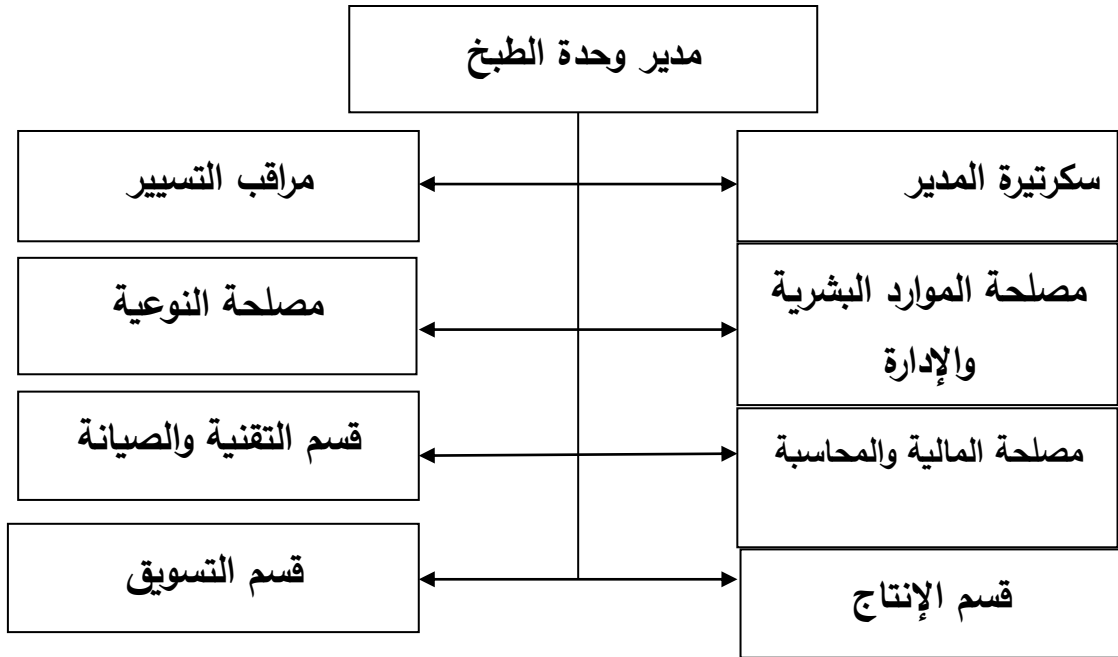 مدير وحدة الطبخ
سكرتيرة المدير
مراقب التسيير
مصلحة الموارد البشرية
والإدارة
مصلحة النوعية
مصلحة المالية والمحاسبة
قسم التقنية والصيانة
قسم الإنتاج
قسم التسويق